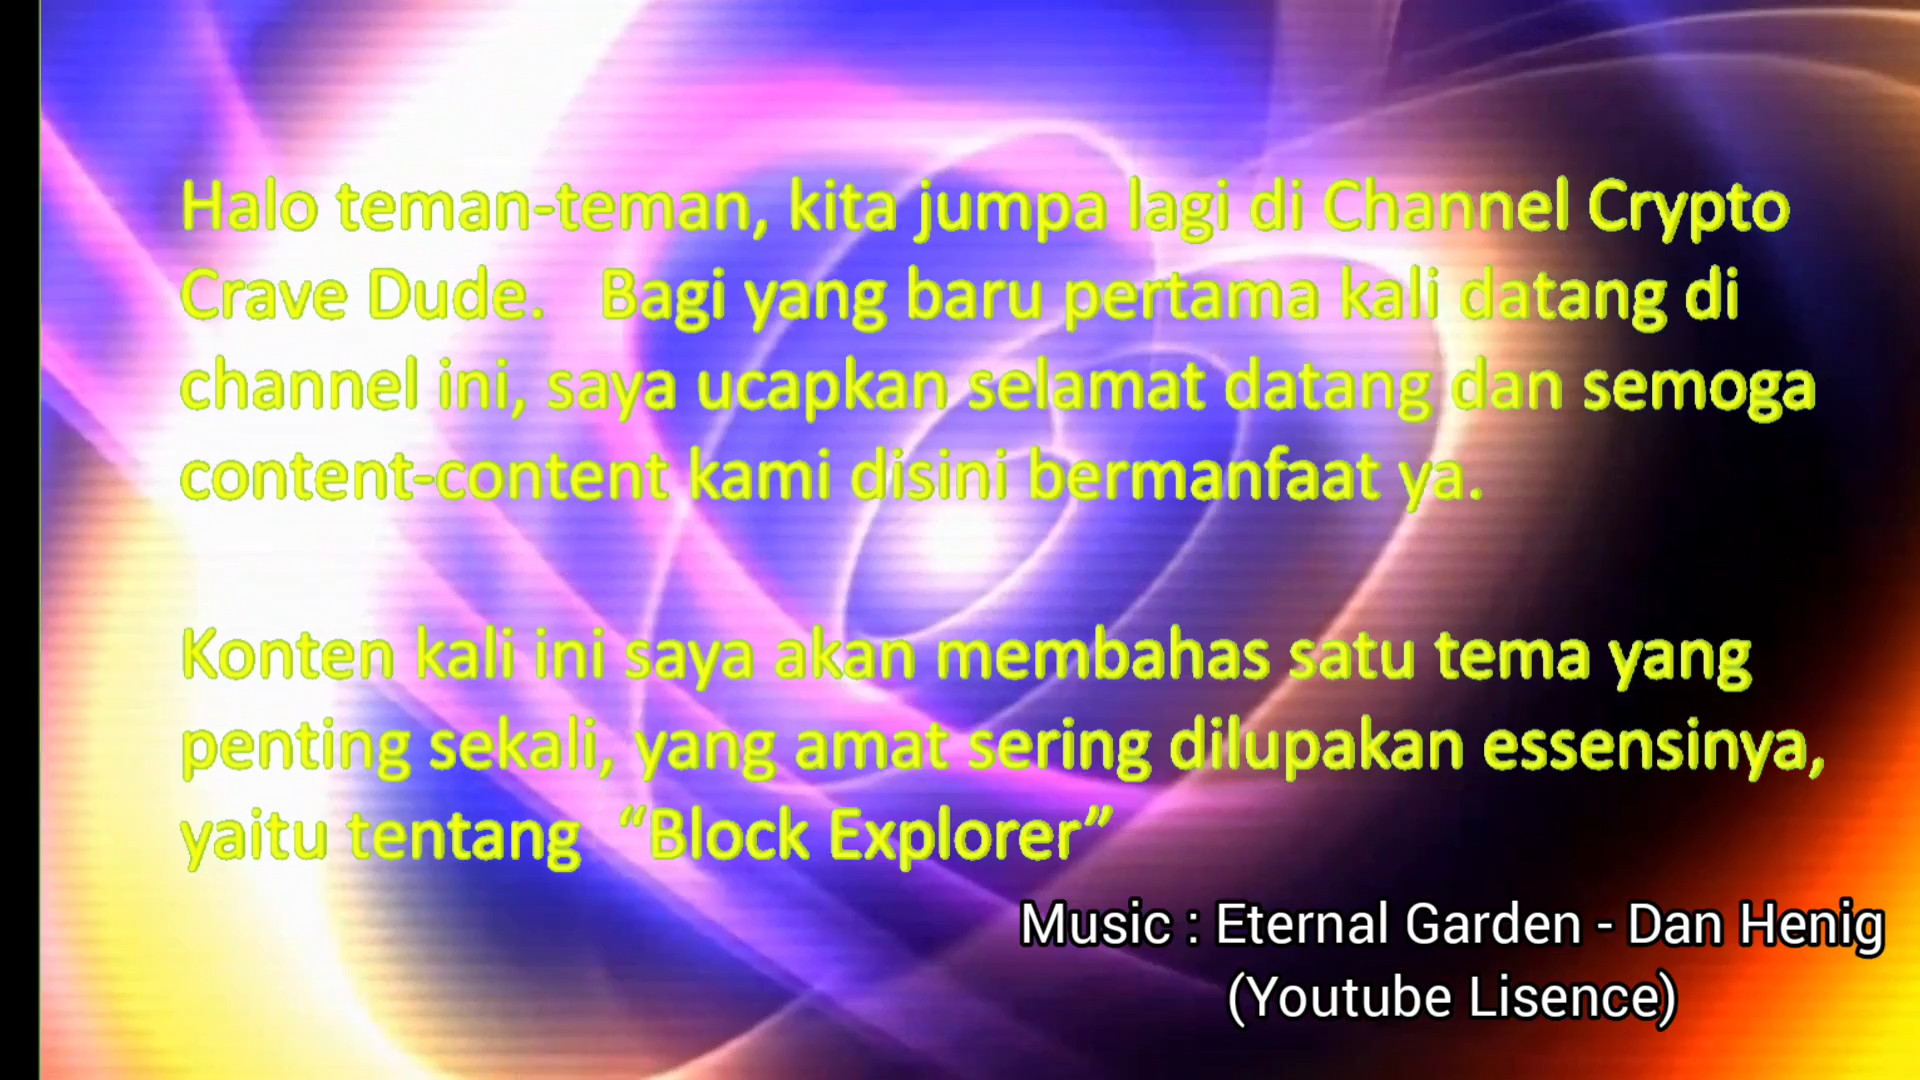 Halo teman-teman, kita jumpa lagi di Channel Crypto
Crave Dude.   Bagi yang baru pertama kali datang di
channel ini, saya ucapkan selamat datang dan semoga
content-content kami disini bermanfaat ya.
Konten kali ini saya akan membahas satu tema yang
penting sekali, yang amat sering dilupakan essensinya,
yaitu tentang  “Block Explorer”
Music : Eternal Garden - Dan Henig
(Youtube Lisence)